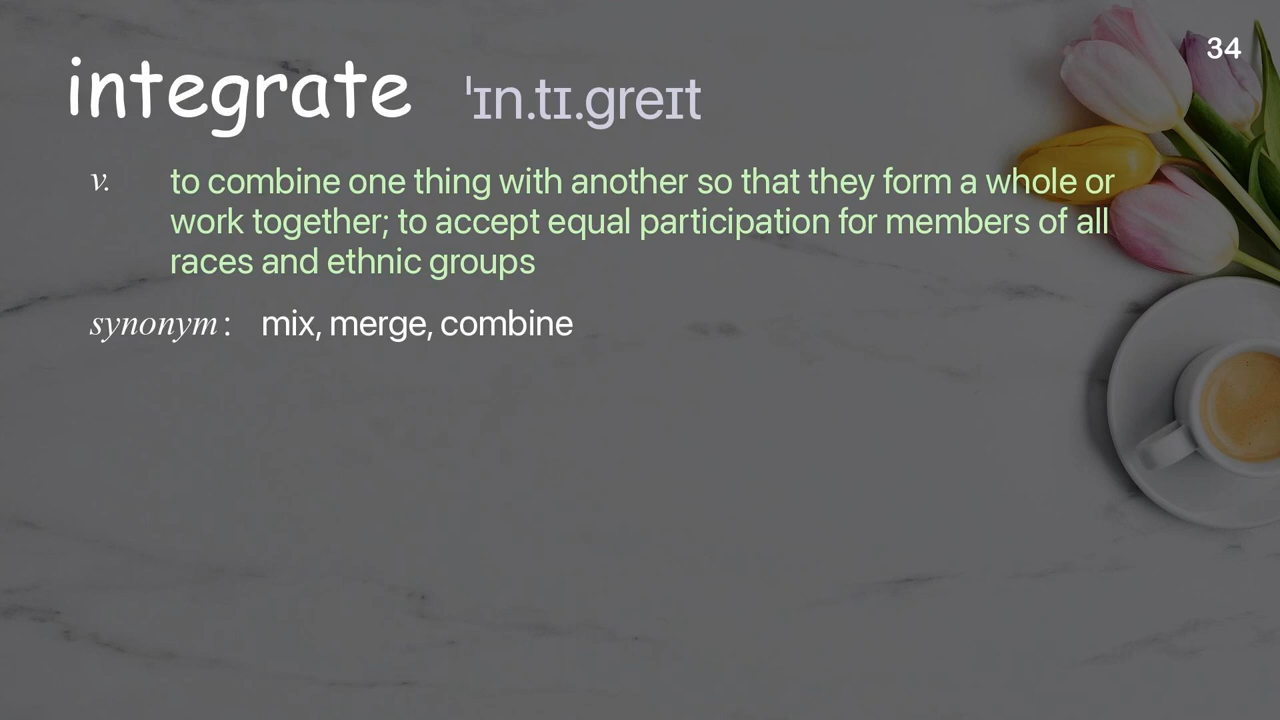 34
integrate ˈɪn.tɪ.greɪt
v. to combine one thing with another so that they form a whole or
work together; to accept equal participation for members of all
races and ethnic groups
synonym: mix, merge, combine